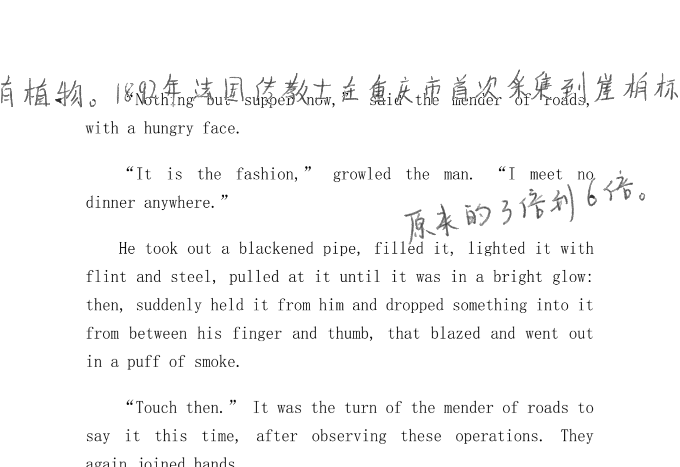 有植物。1892年法国传教士在重庆市首次采集到崖柏标
“Nothing but supper now,” said the mender of roads,
with a hungry face.
“It is the fashion,” growled the man. “I meet no
dinner anywhere.”
原来的3倍到6倍。
He took out a blackened pipe, filled it, lighted it with
flint and steel, pulled at it until it was in a bright glow:
then, suddenly held it from him and dropped something into it
from between his finger and thumb, that blazed and went out
in a puff of smoke.
“Touch then.” It was the turn of the mender of roads to
say it this time, after observing these operations. They
again joined hands.